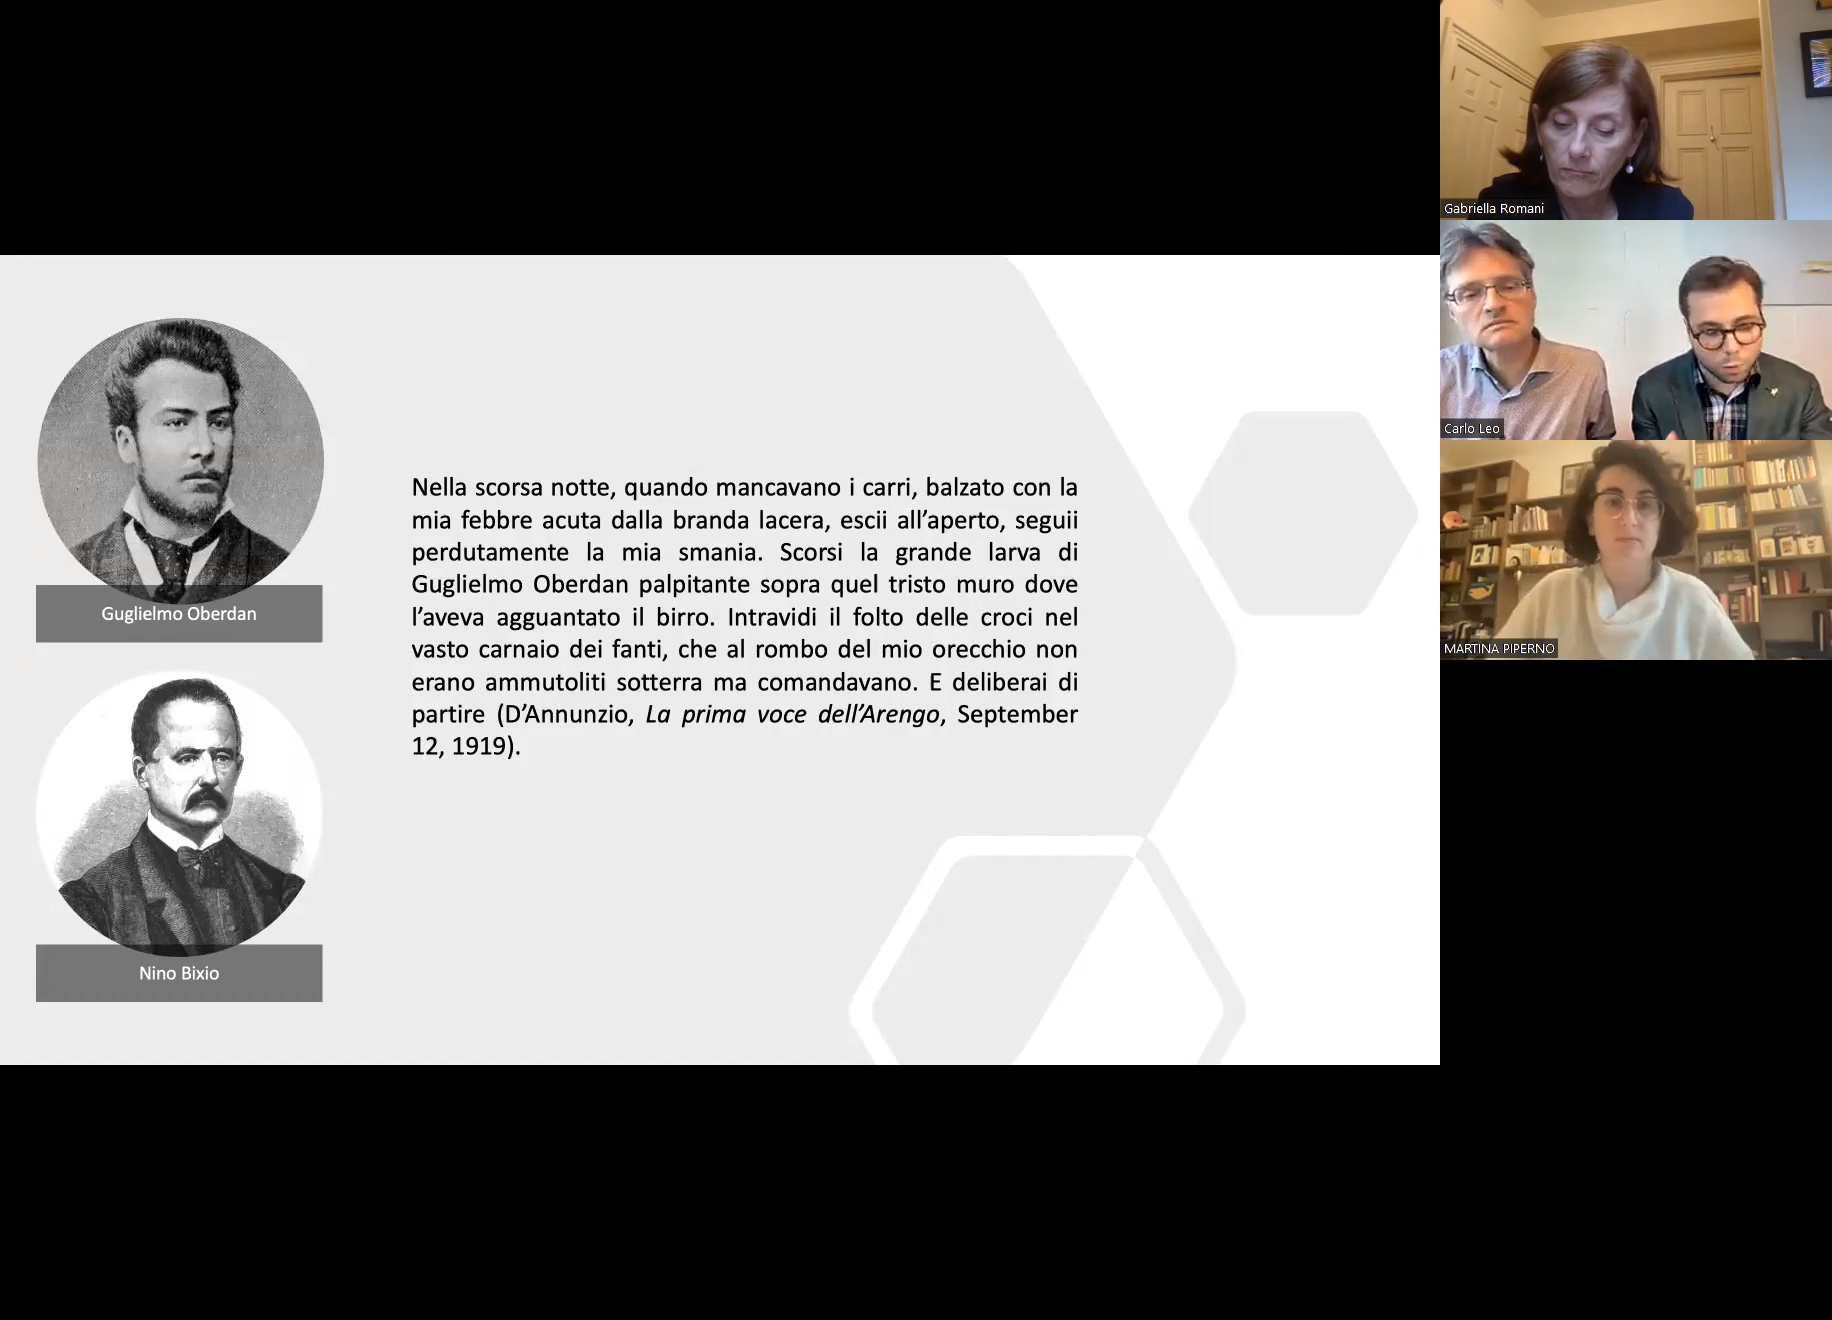 Guglielmo Oberdan
Nino Bixio
Nella scorsa notte, quando mancavano i carri, balzato con la
mia febbre acuta dalla branda lacera, escii all’aperto, seguii
perdutamente la mia smania. Scorsi la grande larva di
Guglielmo Oberdan palpitante sopra quel tristo muro dove
l’aveva agguantato il birro. Intravidi il folto delle croci nel
vasto carnaio dei fanti, che al rombo del mio orecchio non
erano ammutoliti sotterra ma comandavano. E deliberai di
partire (D’Annunzio, La prima voce dell’Arengo, September
12, 1919).
Gabriella Romani
Carlo Leo
MARTINA PIPERNO